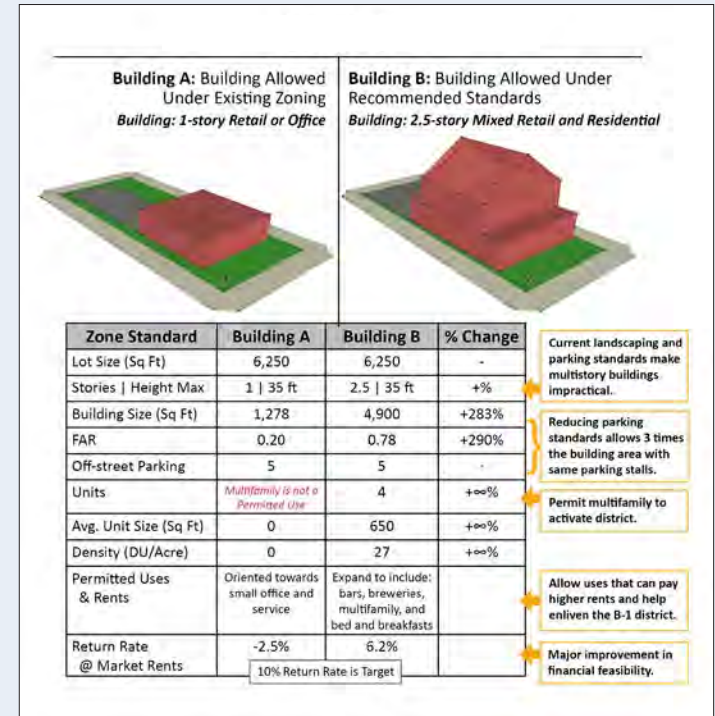 Building A: Building Allowed
Under Existing Zoning
Building: 1-story Retail or Office
Building B: Building Allowed Under
Recommended Standards
Building: 2.5-story Mixed Retail and Residential
Zone Standard Building A Building B % Change
Lot Size (Sq Ft) 6,250 6,250 -
Stories | Height Max 1 | 35 ft 2.5 | 35 ft +%
Building Size (Sq Ft) 1,278 4,900 +283%
FAR 0.20 0.78 +290%
Off-street Parking 5 5 -
Units Multifamily is not a 4 +∞%
Permitted Use
Avg. Unit Size (Sq Ft) 0 650 +∞%
Density (DU/Acre) 0 27 +∞%
Permitted Uses
& Rents
Oriented towards
small office and
service
Expand to include:
bars, breweries,
multifamily, and
bed and breakfasts
Return Rate -2.5% 6.2%
@ Market Rents
10% Return Rate is Target
Current landscaping and
parking standards make
multistory buildings
impractical.
Reducing parking
standards allows 3 times
the building area with
same parking stalls.
Permit multifamily to
activate district.
Allow uses that can pay
higher rents and help
enliven the B-1 district.
Major improvement in
financial feasibility.